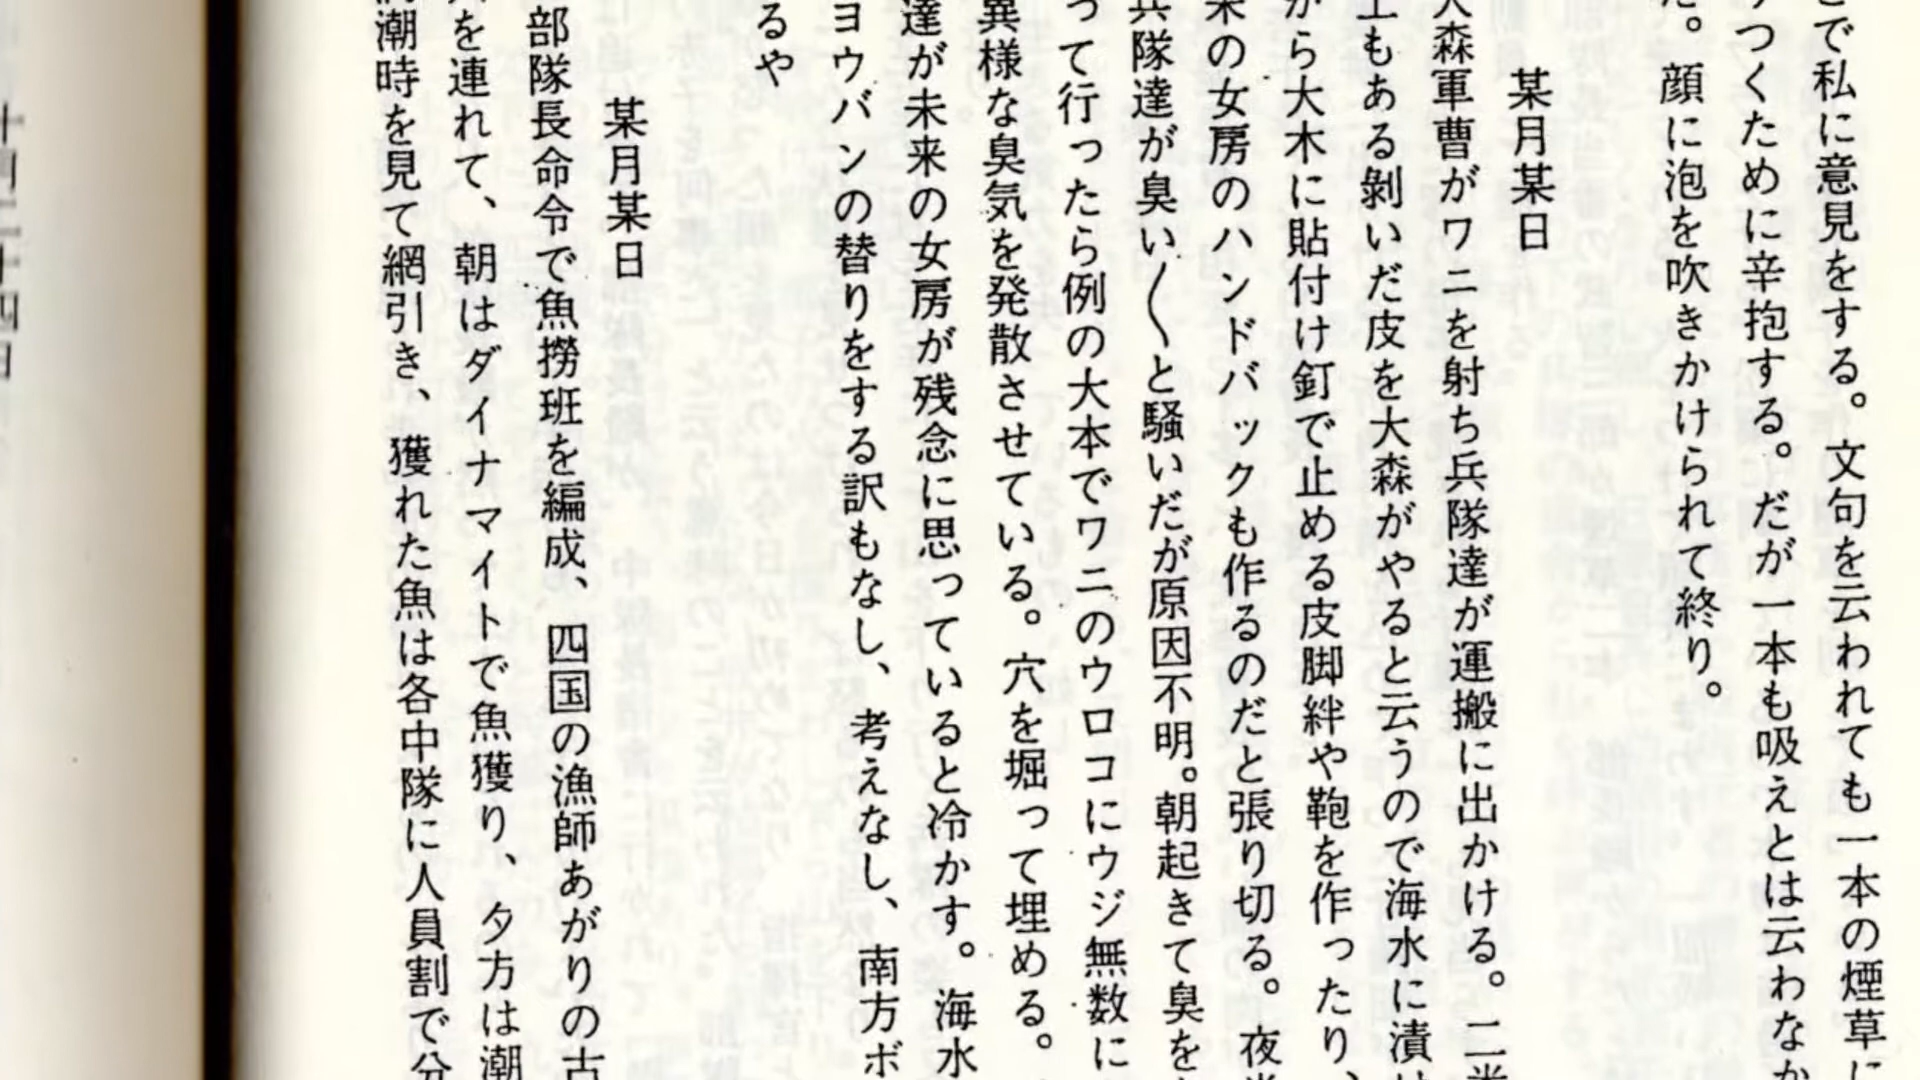 で私に意見をする。文句を云われても一本の煙草に
つくために辛抱する。だが一本も吸えとは云わなか
。顔に泡を吹きかけられて終り。
某月某日
大森軍曹がワニを射ち兵隊達が運搬に出かける。二
もある剝いだ皮を大森がやると云うので海水に漬け
から大木に貼付け釘で止める皮脚絆や鞄を作ったり、
来の女房のハンドバックも作るのだと張り切る。夜
兵隊達が臭い〱と騒いだが原因不明。朝起きて臭を
って行ったら例の大本でワニのウロコにウジ無数に
異様な臭気を発散させている。穴を堀って埋める。
達が未来の女房が残念に思っていると冷かす。海水
ヨウバンの替りをする訳もなし、考えなし、南方ボ
るや
某月某日
部隊長命令で魚撈班を編成、四国の漁師あがりの古
を連れて、朝はダイナマイトで魚獲り、夕方は潮
潮時を見て網引き、獲れた魚は各中隊に人員割で分